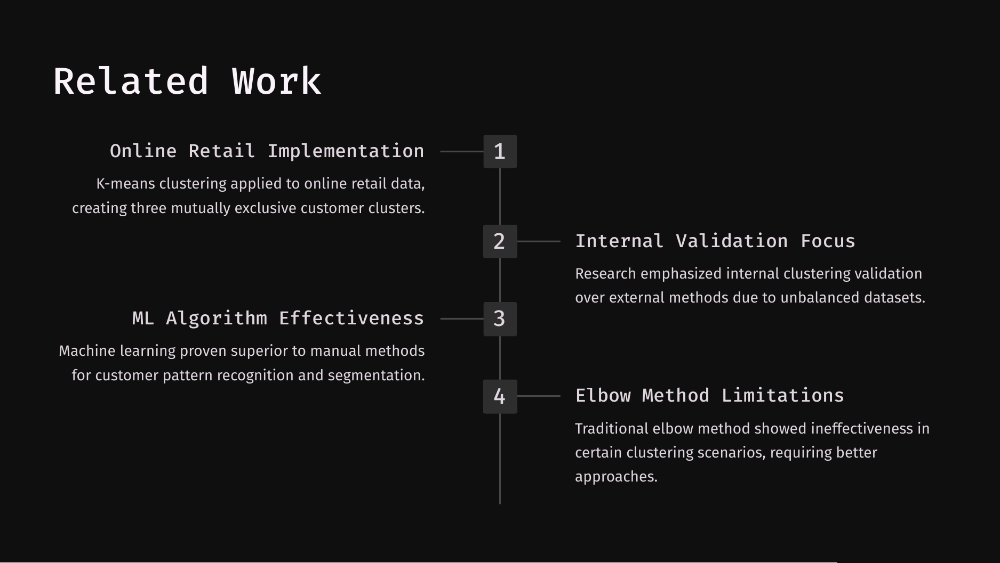 Related Work
Online Retail Implementation
1
K-means clustering applied to online retail data,
creating three mutually exclusive customer clusters.
2
Internal Validation Focus
Research emphasized internal clustering validation
over external methods due to unbalanced datasets.
ML Algorithm Effectiveness
3
Machine learning proven superior to manual methods
for customer pattern recognition and segmentation.
4
Elbow Method Limitations
Traditional elbow method showed ineffectiveness in
certain clustering scenarios, requiring better
approaches.